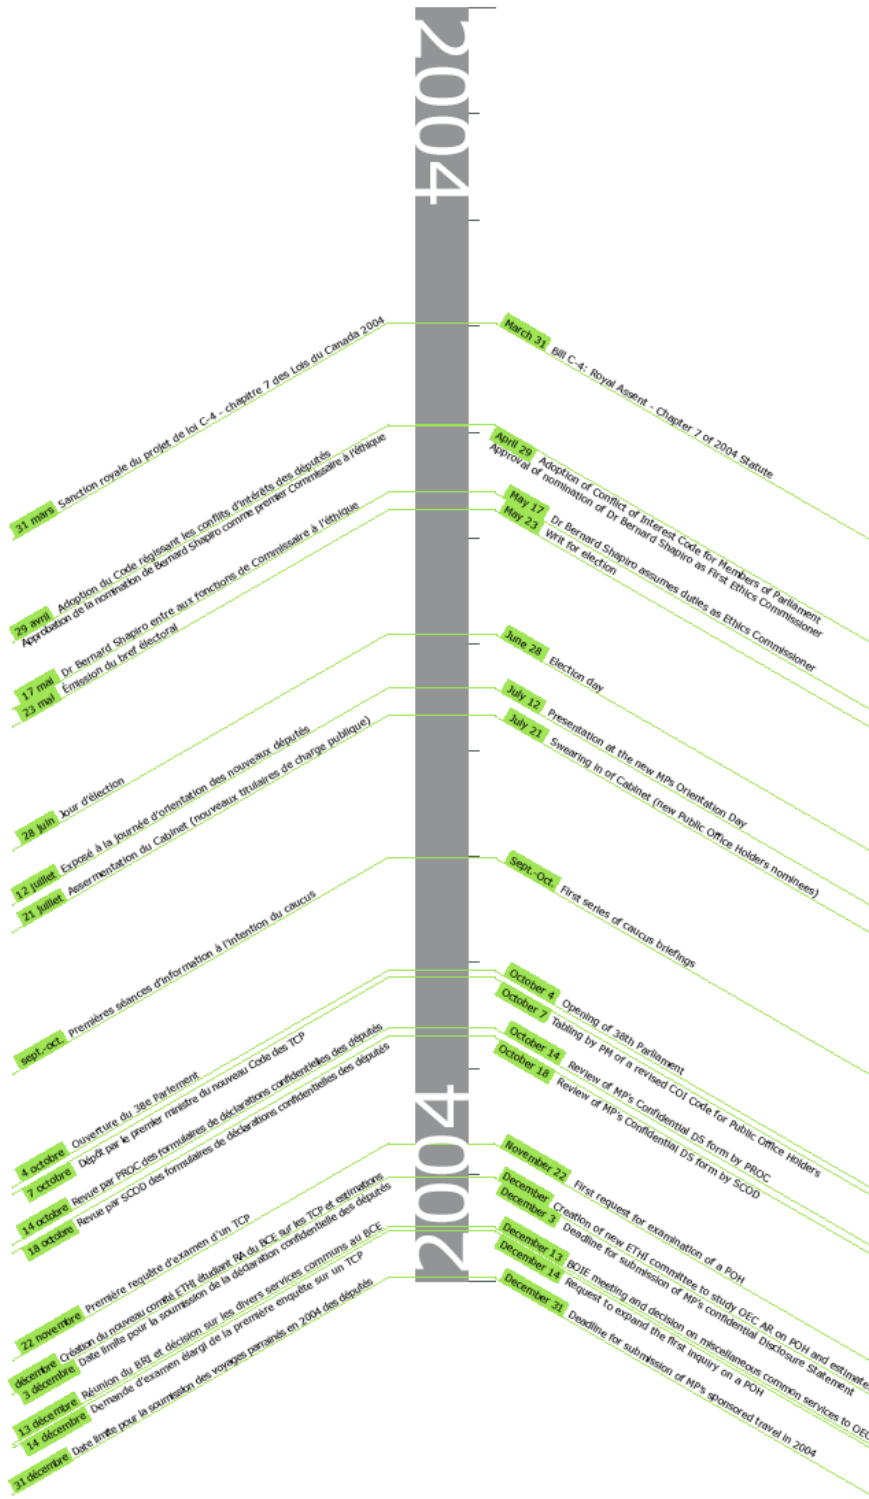 2004
31 mars Sanction royale du projet de loi C-4 - chapitre 7 des Lois du Canada 2004
29 avril Adoption du Code régissant les conflits d'intérêts des députés
Approbation de la nomination de Bernard Shapiro comme premier Commissaire à l'éthique
17 mai Dr Bernard Shapiro entre aux fonctions de Commissaire à l'éthique
23 mai Émission du bref électoral
28 juin Jour d'élection
12 juillet Exposé à la journée d'orientation des nouveaux députés
21 juillet Assermentation du Cabinet (nouveaux titulaires de charge publique)
sept.-oct. Premières séances d'information à l'intention du caucus
4 octobre Ouverture du 38e Parlement
7 octobre Dépôt par le premier ministre du nouveau Code des TCP
14 octobre Revue par PROC des formulaires de déclarations confidentielles des députés
18 octobre Revue par SCOD des formulaires de déclarations confidentielles des députés
22 novembre Première requête d'examen d'un TCP
décembre Création du nouveau comité ETHI étudiant RA du BCE sur les TCP et estimations
3 décembre Date limite pour la soumission de la déclaration confidentielle des députés
13 décembre Réunion du BRI et décision sur les divers services communs au BCE
14 décembre Demande d'examen élargi de la première enquête sur un TCP
31 décembre Date limite pour la soumission des voyages parrainés en 2004 des députés
March 31 Bill C-4: Royal Assent - Chapter 7 of 2004 Statute
April 29 Adoption of Conflict of Interest Code for Members of Parliament
Approval of nomination of Dr Bernard Shapiro as First Ethics Commissioner
May 17 Dr Bernard Shapiro assumes duties as Ethics Commissioner
May 23 Writ for election
June 28 Election day
July 12 Presentation at the new MPs Orientation Day
July 21 Swearing in of Cabinet (new Public Office Holders nominees)
Sept.-Oct. First series of caucus briefings
October 4 Opening of 38th Parliament
October 7 Tabling by PM of a revised COI code for Public Office Holders
October 14 Review of MP's Confidential DS form by PROC
October 18 Review of MP's Confidential DS form by SCOD
November 22 First request for examination of a POH
December Creation of new ETHI committee to study OEC AR on POH and estimates
December 3 Deadline for submission of MP's confidential Disclosure Statement
December 13 BOIE meeting and decision on miscellaneous common services to OEC
December 14 Request to expand the first inquiry on a POH
December 31 Deadline for submission of MP's sponsored travel in 2004
2004